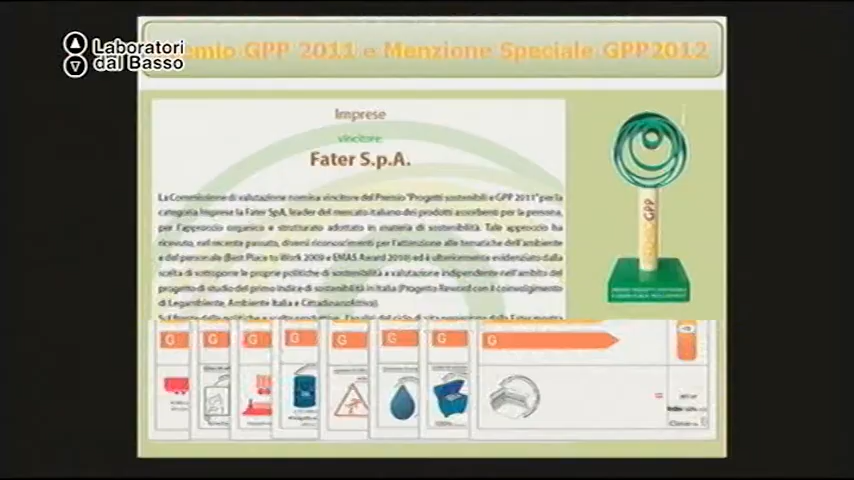 Laboratori
dal Basso
emio GPP 2011 e Menzione Speciale GPP2012
Imprese
vincitore
Fater S.p.A.
La Commissione di valutazione nomina vincitore del Premio "Progetti sostenibili e GPP 2011" per la
categoria Imprese la Fater SpA, leader del mercato italiano dei prodotti assorbenti per la persona,
per l'approccio organico e strutturato adottato in materia di sostenibilità. Tale approccio ha
ricevuto, nel recente passato, diversi riconoscimenti per l'attenzione alle tematiche dell'ambiente
e del personale (Best Place to Work 2009 e EMAS Award 2010) ed è ulteriormente evidenziato dalla
scelta di sottoporre le proprie politiche di sostenibilità a valutazione indipendente nell'ambito del
progetto di studio del primo indice di sostenibilità in Italia (Progetto Reword con il coinvolgimento
di Legambiente, Ambiente Italia e Cittadinanzattiva).
GPP
G G G G G G G G